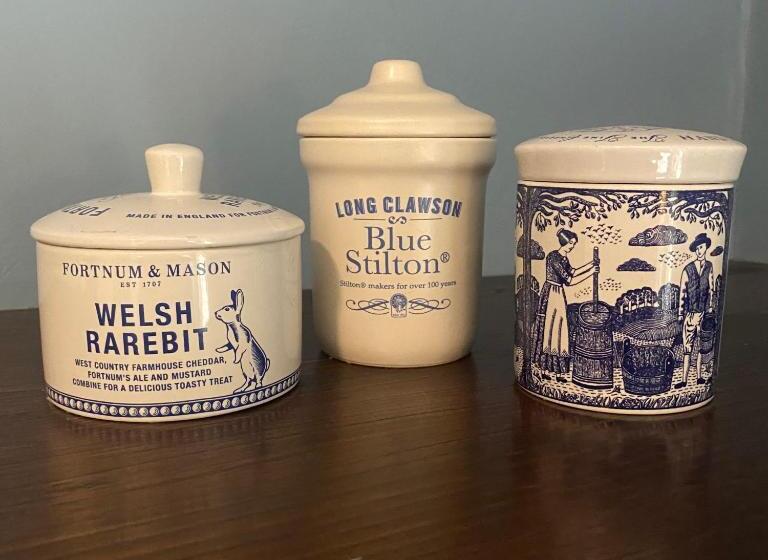 MADE IN ENGLAND FOR
FORTNUM & MASON
EST 1707
WELSH
RAREBIT
WEST COUNTRY FARMHOUSE CHEDDAR,
FORTNUM'S ALE AND MUSTARD
COMBINE FOR A DELICIOUS TOASTY TREAT
LONG CLAWSON
Blue
Stilton®
Stilton® makers for over 100 years